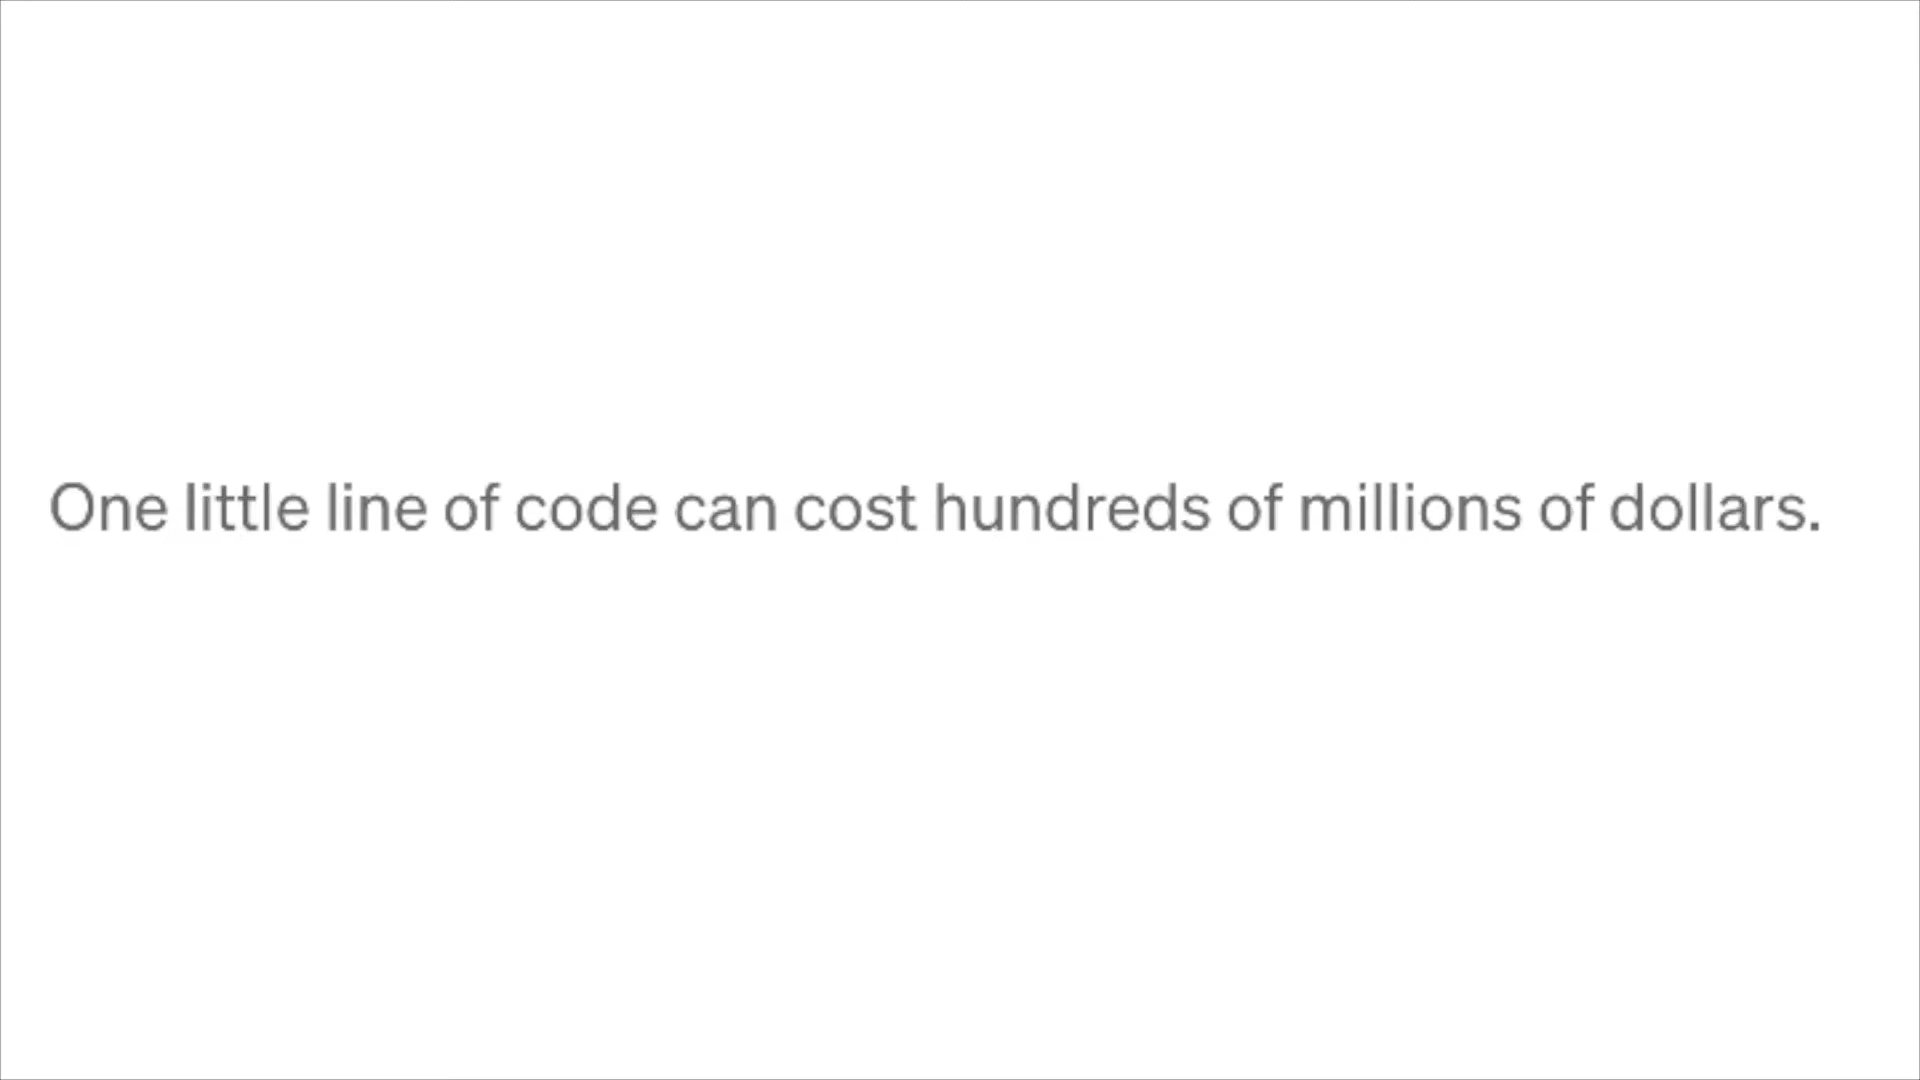 One little line of code can cost hundreds of millions of dollars.